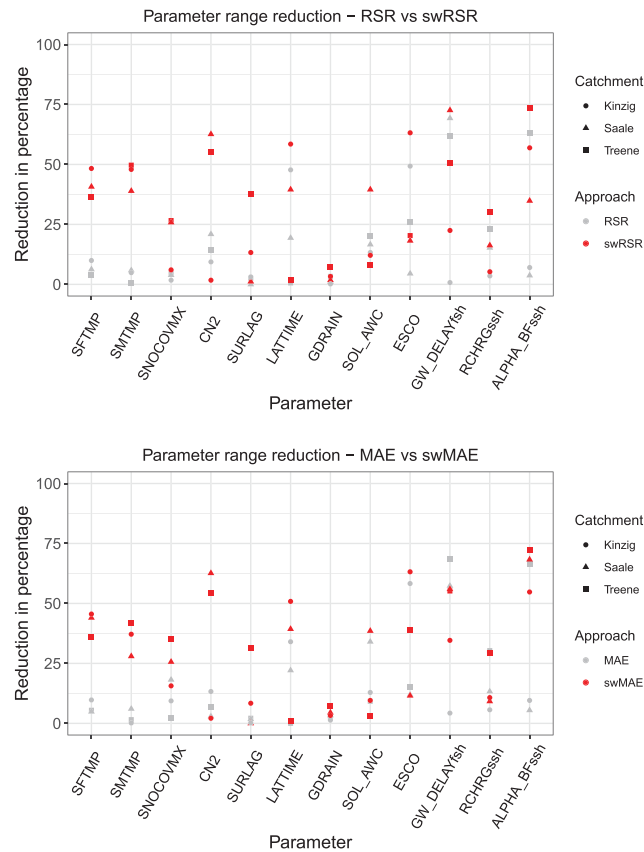 Parameter range reduction − RSR vs swRSR
Reduction in percentage
100
75
50
25
0
SFTMP
SMTMP
SNOCOVMX
CN2
SURLAG
LATTIME
GDRAIN
SOL_AWC
ESCO
GW_DELAYfsh
RCHRGssh
ALPHA_BFssh
Parameter
Catchment
Kinzig
Saale
Treene
Approach
RSR
swRSR
Parameter range reduction − MAE vs swMAE
Reduction in percentage
100
75
50
25
0
SFTMP
SMTMP
SNOCOVMX
CN2
SURLAG
LATTIME
GDRAIN
SOL_AWC
ESCO
GW_DELAYfsh
RCHRGssh
ALPHA_BFssh
Parameter
Catchment
Kinzig
Saale
Treene
Approach
MAE
swMAE